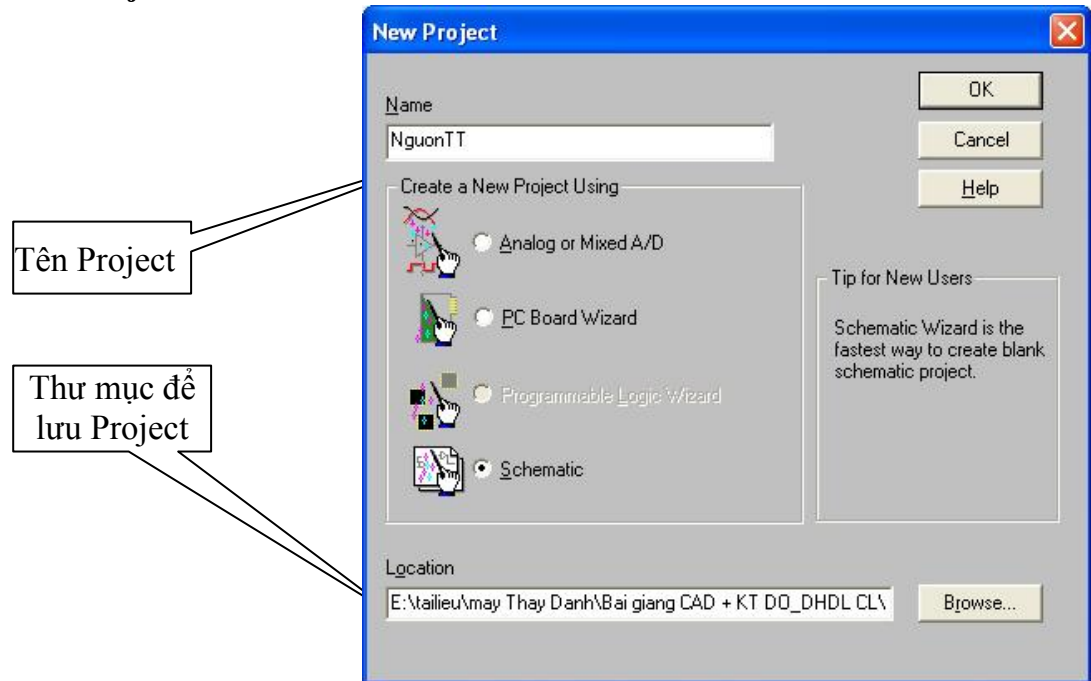 New Project
Name
NguonTT
OK
Cancel
Help
Create a New Project Using
Analog or Mixed A/D
PC Board Wizard
Programmable Logic Wizard
Schematic
Tip for New Users
Schematic Wizard is the
fastest way to create blank
schematic project.
Location
E:\tailieu\may Thay Danh\Bai giang CAD + KT DO_DHDL CL\
Browse...
Tên Project
Thư mục để
lưu Project